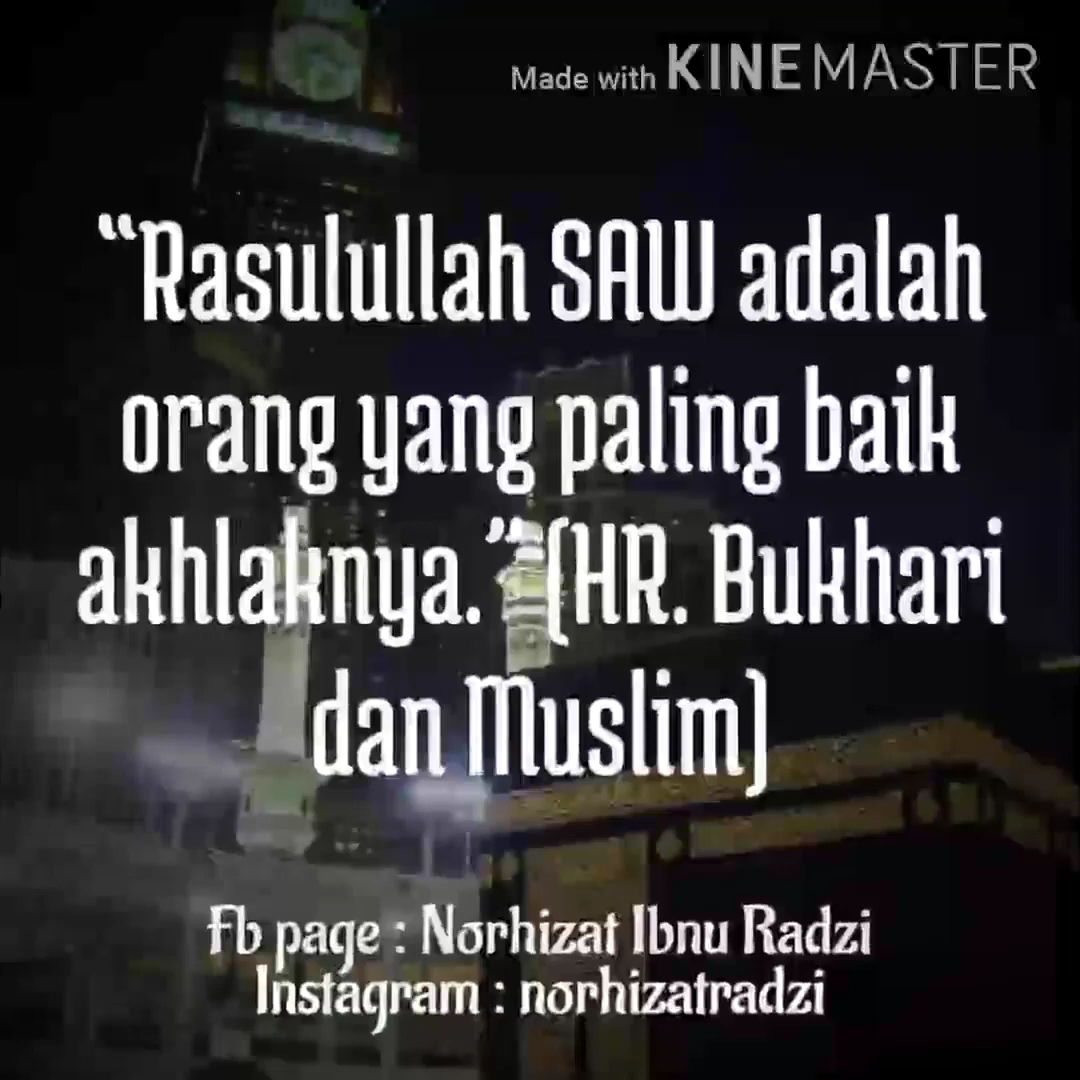 Made with KINEMASTER
“Rasulullah SAW adalah
orang yang paling baik
akhlaknya.” (HR. Bukhari
dan Muslim)
Fb page : Norhizat Ibnu Radzi
Instagram : norhizatradzi